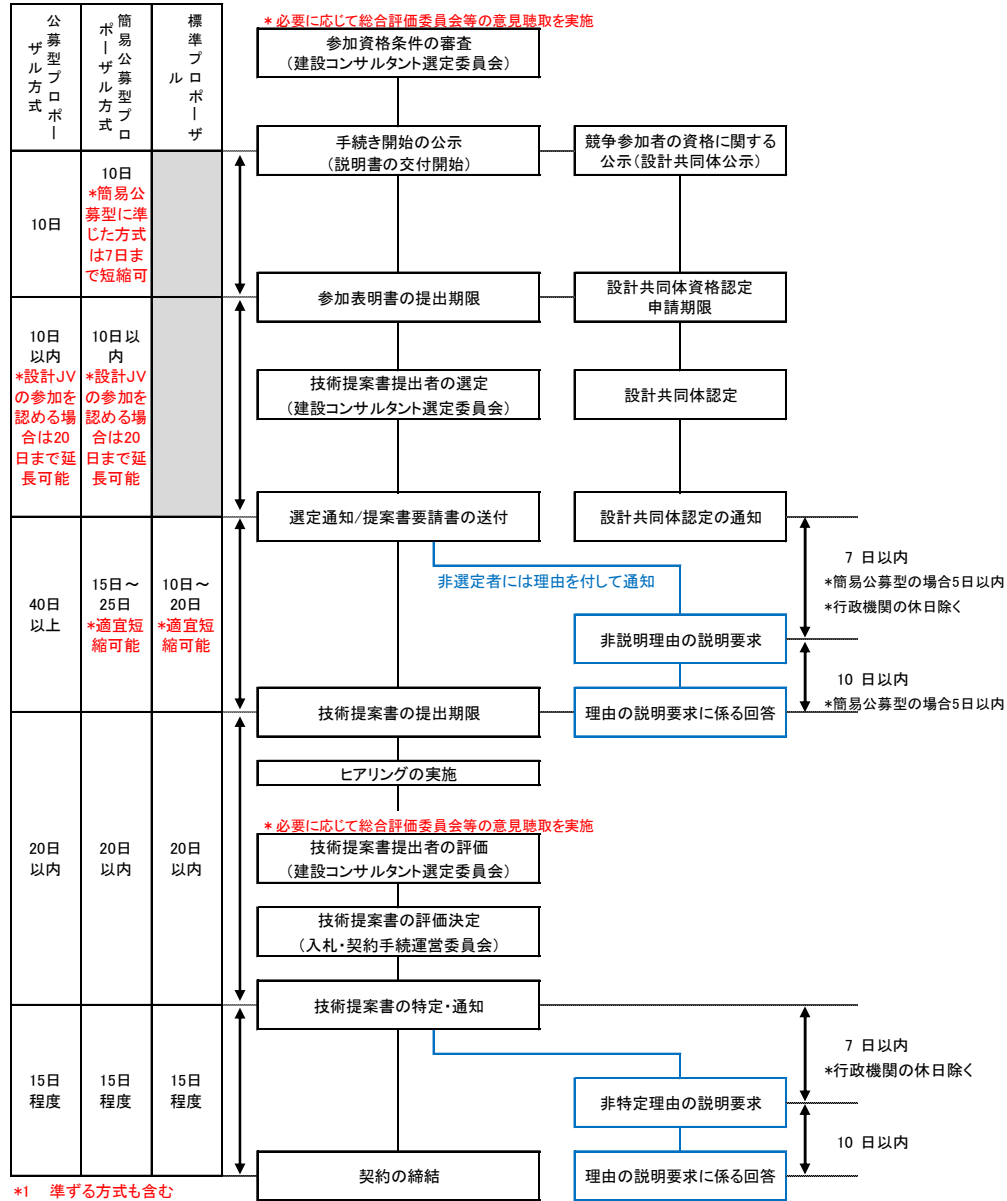 公募型プロポー
ザル方式
簡易公募型プロ
ポーザル方式
標準プロポーザ
ル
*必要に応じて総合評価委員会等の意見聴取を実施
参加資格条件の審査
(建設コンサルタント選定委員会)
手続き開始の公示
(説明書の交付開始)
競争参加者の資格に関する
公示(設計共同体公示)
10日
10日
*簡易公
募型に準
じた方式
は7日ま
で短縮可
参加表明書の提出期限
設計共同体資格認定
申請期限
10日
以内
*設計JV
の参加を
認める場
合は20
日まで延
長可能
10日以
内
*設計JV
の参加を
認める場
合は20
日まで延
長可能
技術提案書提出者の選定
(建設コンサルタント選定委員会)
設計共同体認定
選定通知/提案書要請書の送付
設計共同体認定の通知
40日
以上
15日~
25日
*適宜短
縮可能
10日~
20日
*適宜短
縮可能
非選定者には理由を付して通知
7 日以内
*簡易公募型の場合5日以内
*行政機関の休日除く
非説明理由の説明要求
10 日以内
*簡易公募型の場合5日以内
技術提案書の提出期限
理由の説明要求に係る回答
ヒアリングの実施
*必要に応じて総合評価委員会等の意見聴取を実施
20日
以内
20日
以内
20日
以内
技術提案書提出者の評価
(建設コンサルタント選定委員会)
技術提案書の評価決定
(入札・契約手続運営委員会)
技術提案書の特定・通知
7 日以内
*行政機関の休日除く
15日
程度
15日
程度
15日
程度
非特定理由の説明要求
10 日以内
契約の締結
理由の説明要求に係る回答
*1 準ずる方式も含む